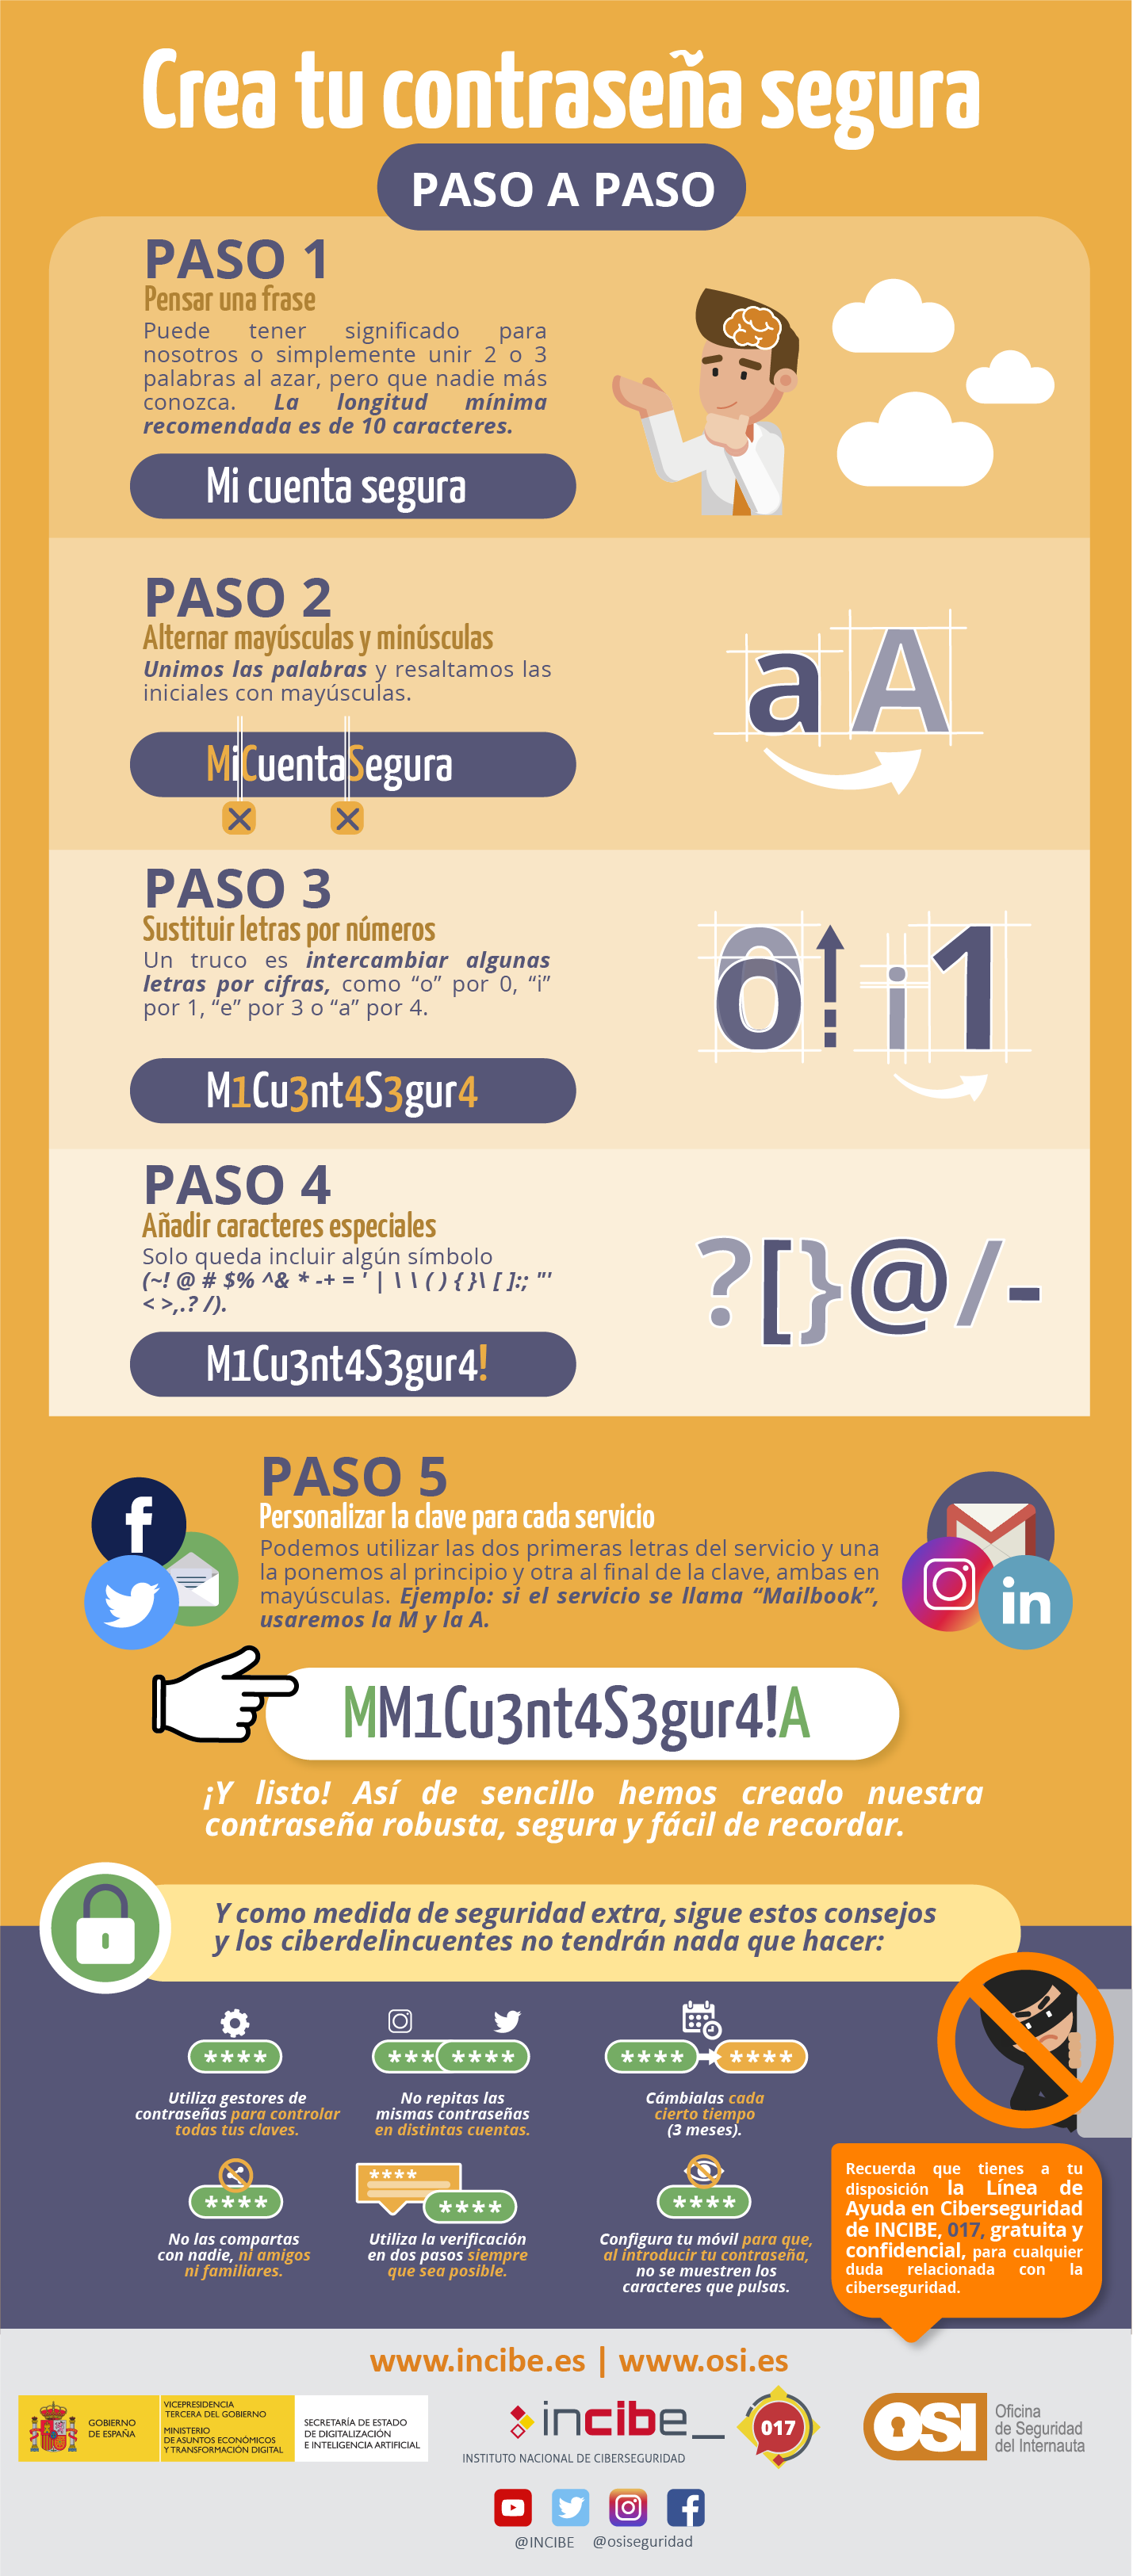 Crea tu contraseña segura
PASO A PASO
PASO 1
Pensar una frase
Puede tener significado para
nosotros o simplemente unir 2 o 3
palabras al azar, pero que nadie más
conozca. La longitud mínima
recomendada es de 10 caracteres.
Mi cuenta segura
PASO 2
Alternar mayúsculas y minúsculas
Unimos las palabras y resaltamos las
iniciales con mayúsculas.
MiCuentaSegura
aA
PASO 3
Sustituir letras por números
Un truco es intercambiar algunas
letras por cifras, como “o” por 0, “i”
por 1, “e” por 3 o “a” por 4.
M1Cu3nt4S3gur4
o0 i1
PASO 4
Añadir caracteres especiales
Solo queda incluir algún símbolo
(~! @ # $% ^& * -+ = ' | \ \ ( ) { }\ [ ]:; "'
< >,.? /).
M1Cu3nt4S3gur4!
?[}@/-
PASO 5
Personalizar la clave para cada servicio
Podemos utilizar las dos primeras letras del servicio y una
la ponemos al principio y otra al final de la clave, ambas en
mayúsculas. Ejemplo: si el servicio se llama “Mailbook”,
usaremos la M y la A.
MM1Cu3nt4S3gur4!A
¡Y listo! Así de sencillo hemos creado nuestra
contraseña robusta, segura y fácil de recordar.
Y como medida de seguridad extra, sigue estos consejos
y los ciberdelincuentes no tendrán nada que hacer:
****
*** ****
**** ****
Utiliza gestores de
contraseñas para controlar
todas tus claves.
No repitas las
mismas contraseñas
en distintas cuentas.
Cámbialas cada
cierto tiempo
(3 meses).
****
****
****
****
No las compartas
con nadie, ni amigos
ni familiares.
Utiliza la verificación
en dos pasos siempre
que sea posible.
Configura tu móvil para que,
al introducir tu contraseña,
no se muestren los
caracteres que pulsas.
Recuerda que tienes a tu
disposición la Línea de
Ayuda en Ciberseguridad
de INCIBE, 017, gratuita y
confidencial, para cualquier
duda relacionada con la
ciberseguridad.
www.incibe.es | www.osi.es
GOBIERNO
DE ESPAÑA
VICEPRESIDENCIA
TERCERA DEL GOBIERNO
MINISTERIO
DE ASUNTOS ECONÓMICOS
Y TRANSFORMACIÓN DIGITAL
SECRETARÍA DE ESTADO
DE DIGITALIZACIÓN
E INTELIGENCIA ARTIFICIAL
incibe_
INSTITUTO NACIONAL DE CIBERSEGURIDAD
017
OSI
Oficina
de Seguridad
del Internauta
@INCIBE @osiseguridad